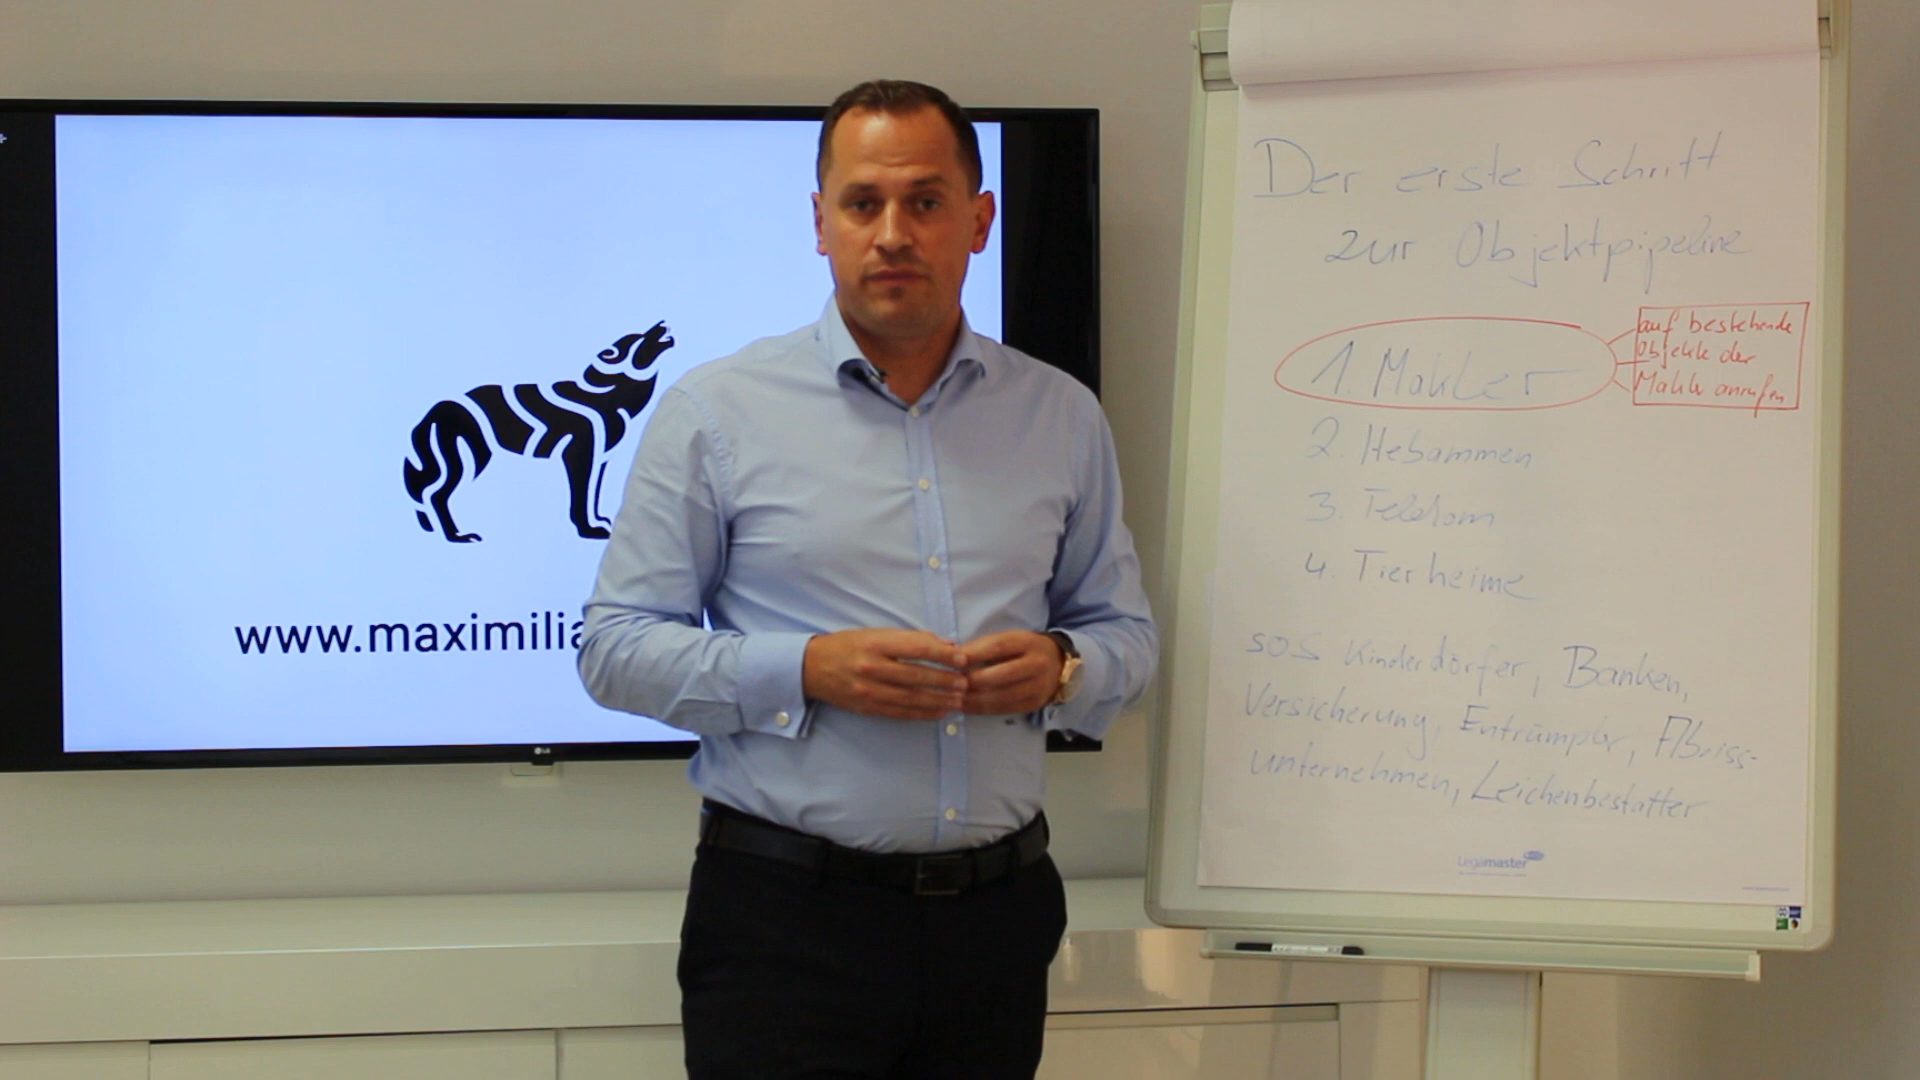 www.maximilia
LG
Der erste Schritt
zur Objektpipeline
1. Makler
auf bestehende
Objekte der
Makler anrufen
2. Hebammen
3. Telekom
4. Tierheime
SOS Kinderdörfer, Banken,
Versicherung, Entrümpler, Abriss-
unternehmen, Leichenbestatter
Legamaster